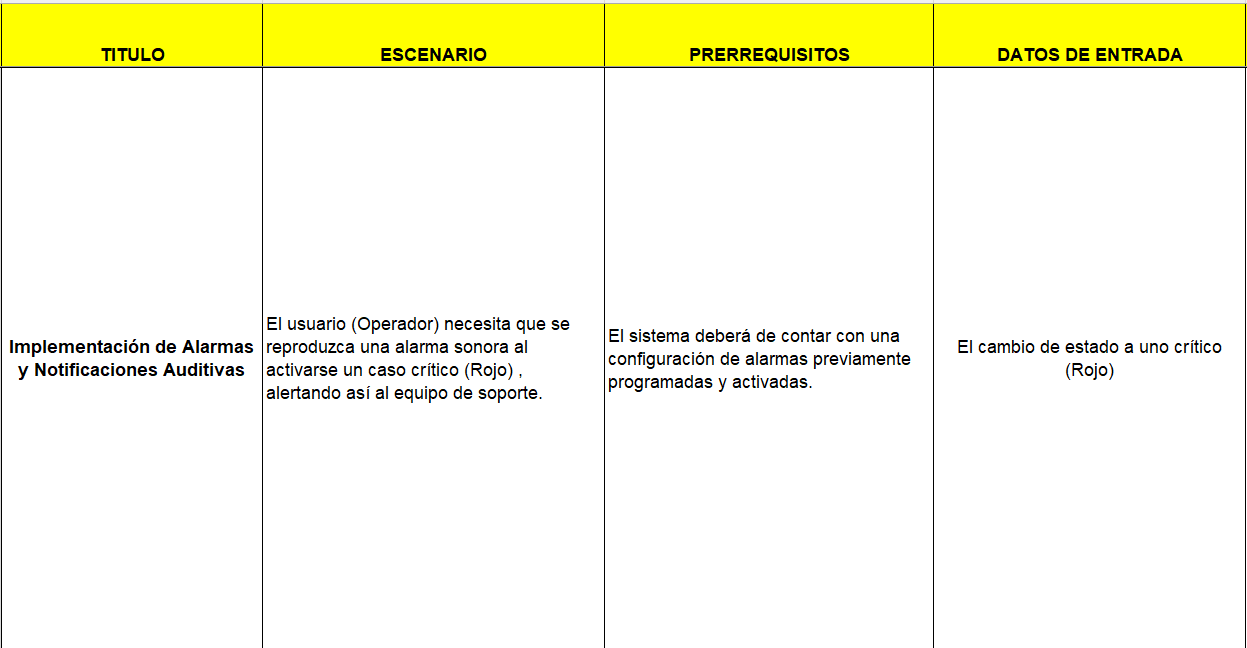 TITULO
ESCENARIO
PRERREQUISITOS
DATOS DE ENTRADA
Implementación de Alarmas
y Notificaciones Auditivas
El usuario (Operador) necesita que se
reproduzca una alarma sonora al
activarse un caso crítico (Rojo) ,
alertando así al equipo de soporte.
El sistema deberá de contar con una
configuración de alarmas previamente
programadas y activadas.
El cambio de estado a uno crítico
(Rojo)